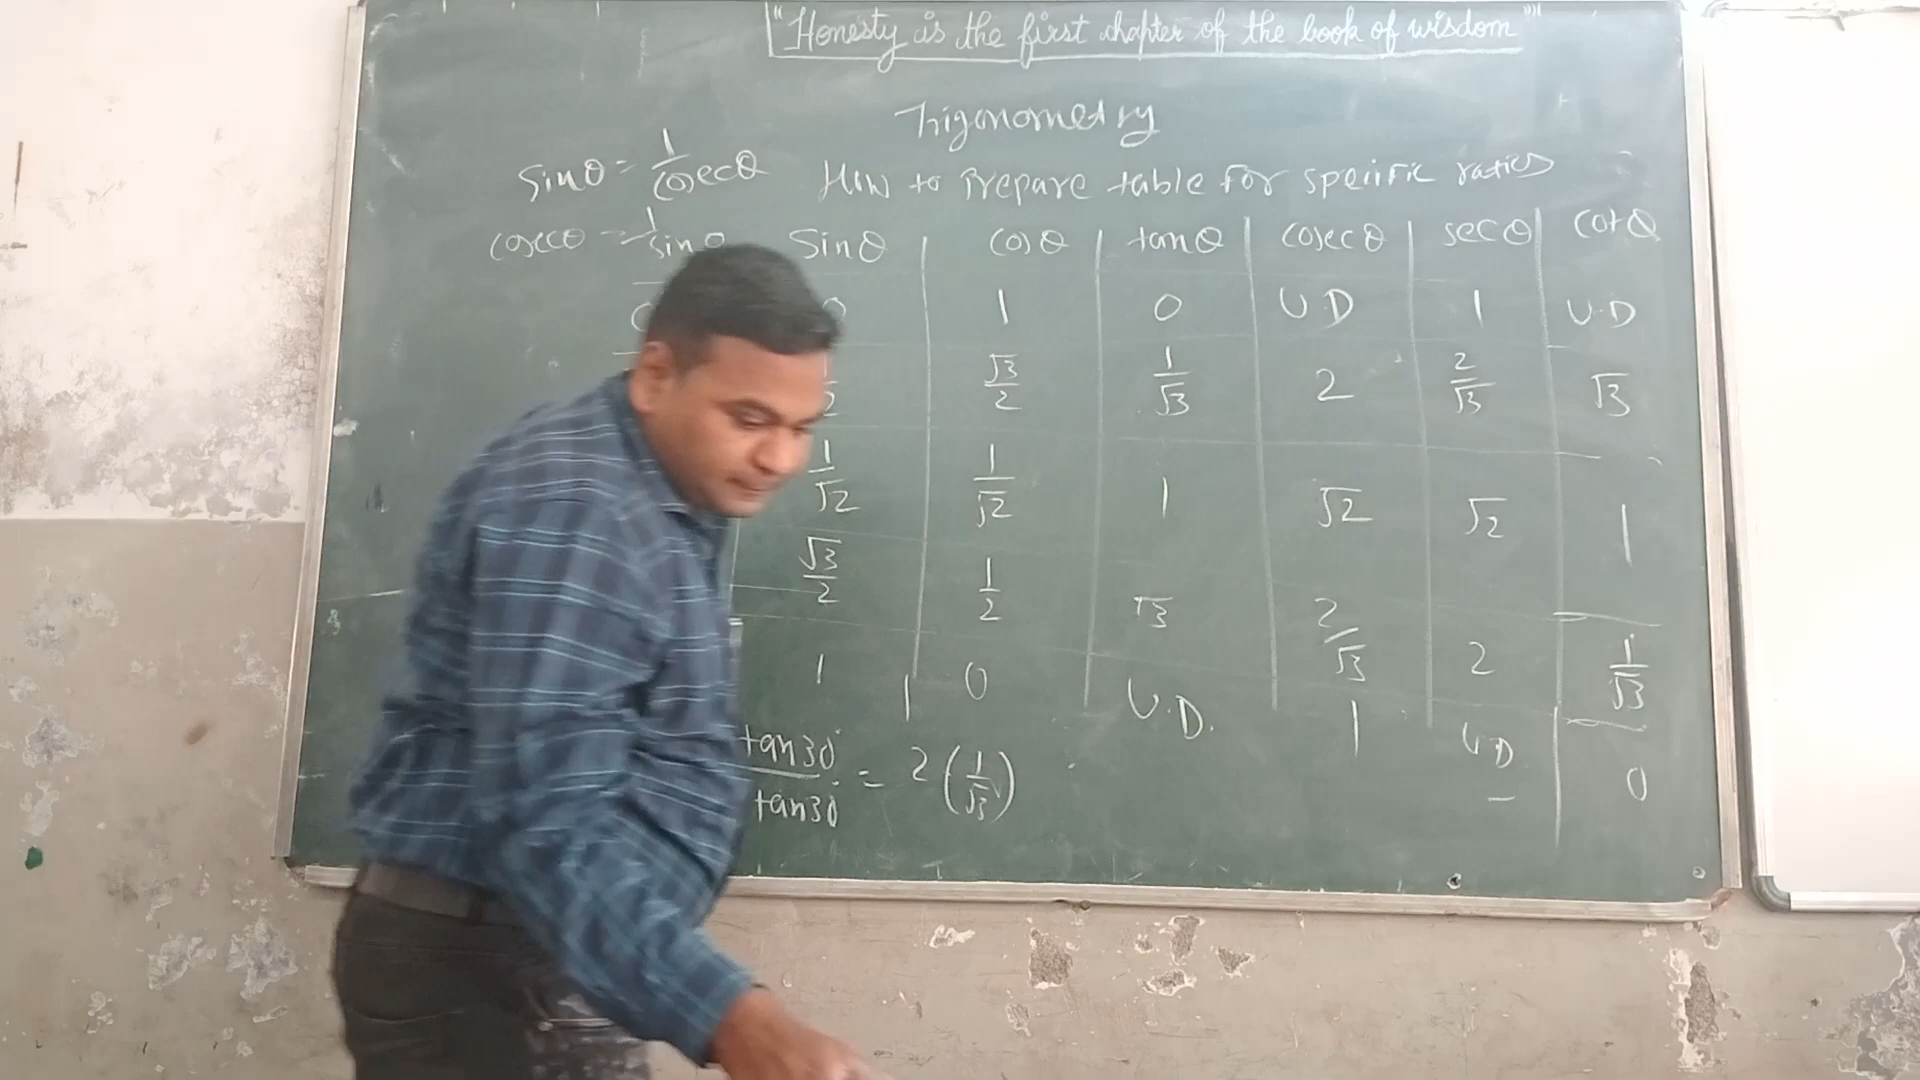 "Honesty is the first chapter of the book of wisdom"
Trigonometry
sinθ = 1/cosecθ How to prepare table for specific ratios
cosecθ = 1/sinθ sinθ cosθ tanθ cosecθ secθ cotθ
0 0 1 0 U.D 1 U.D
1/2 √3/2 1/√3 2 2/√3 √3
1/√2 1/√2 1 √2 √2 1
√3/2 1/2 √3 2/√3 2 1/√3
1 0 U.D. 1 U.D 0
tan30°/tan30° = 2(1/√3)